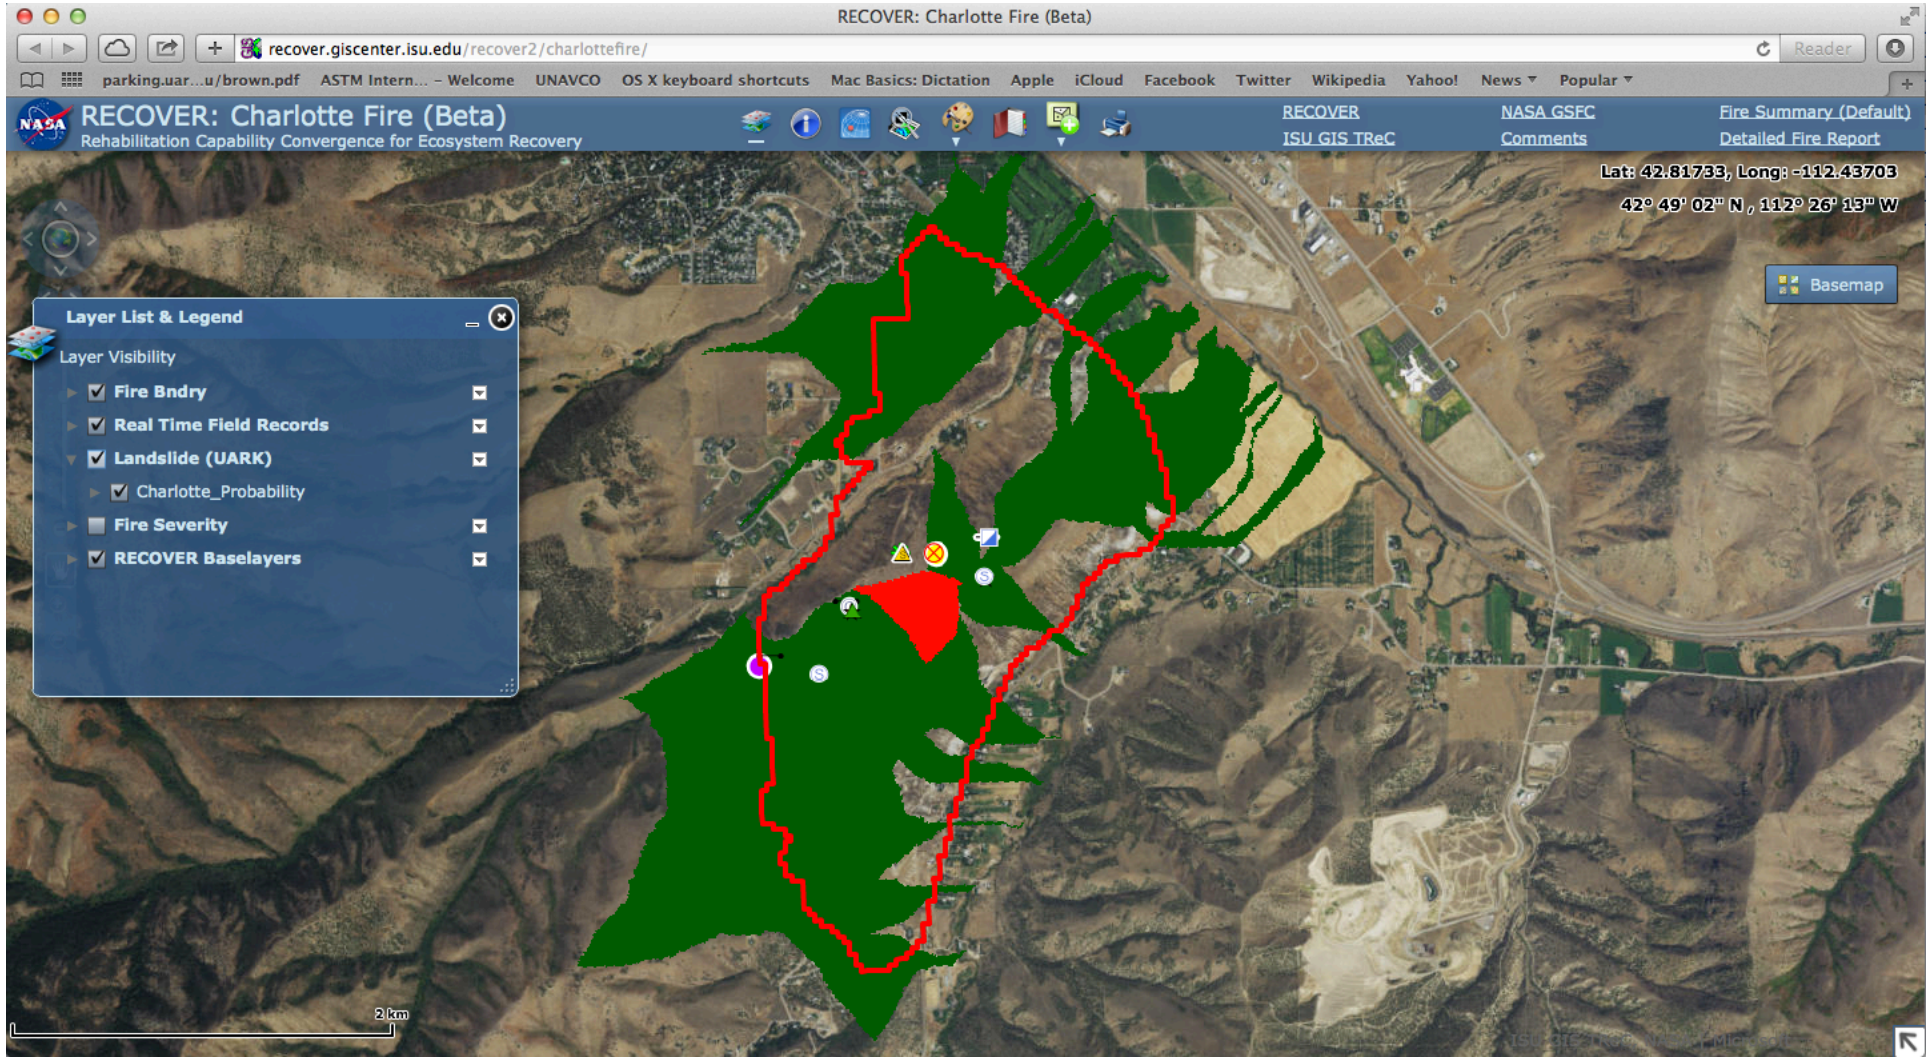 RECOVER: Charlotte Fire (Beta)
recover.giscenter.isu.edu/recover2/charlottefire/
Reader
parking.uar...u/brown.pdf ASTM Intern... – Welcome UNAVCO OS X keyboard shortcuts Mac Basics: Dictation Apple iCloud Facebook Twitter Wikipedia Yahoo! News Popular
NASA
RECOVER: Charlotte Fire (Beta)
Rehabilitation Capability Convergence for Ecosystem Recovery
RECOVER NASA GSFC Fire Summary (Default)
ISU GIS TReC Comments Detailed Fire Report
Lat: 42.81733, Long: -112.43703
42° 49' 02" N , 112° 26' 13" W
Basemap
Layer List & Legend
Layer Visibility
Fire Bndry
Real Time Field Records
Landslide (UARK)
Charlotte_Probability
Fire Severity
RECOVER Baselayers
S
S
2 km